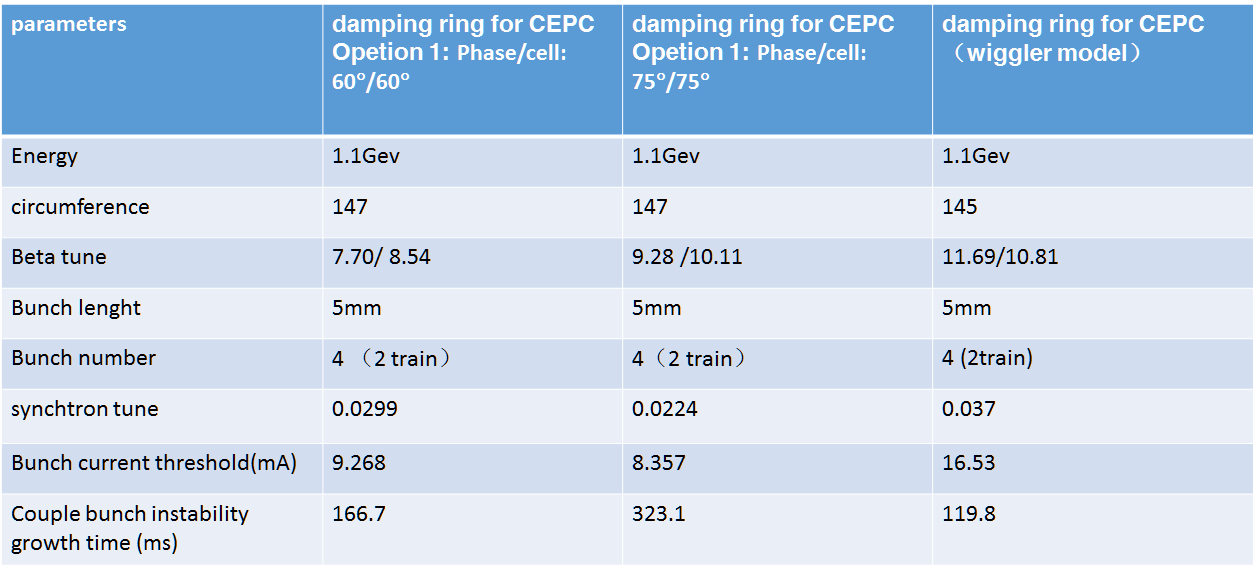 parameters
damping ring for CEPC
Opetion 1: Phase/cell:
60°/60°
damping ring for CEPC
Opetion 1: Phase/cell:
75°/75°
damping ring for CEPC
（wiggler model）
Energy
1.1Gev
1.1Gev
1.1Gev
circumference
147
147
145
Beta tune
7.70/ 8.54
9.28 /10.11
11.69/10.81
Bunch lenght
5mm
5mm
5mm
Bunch number
4 （2 train）
4（2 train）
4 (2train)
synchtron tune
0.0299
0.0224
0.037
Bunch current threshold(mA)
9.268
8.357
16.53
Couple bunch instability
growth time (ms)
166.7
323.1
119.8